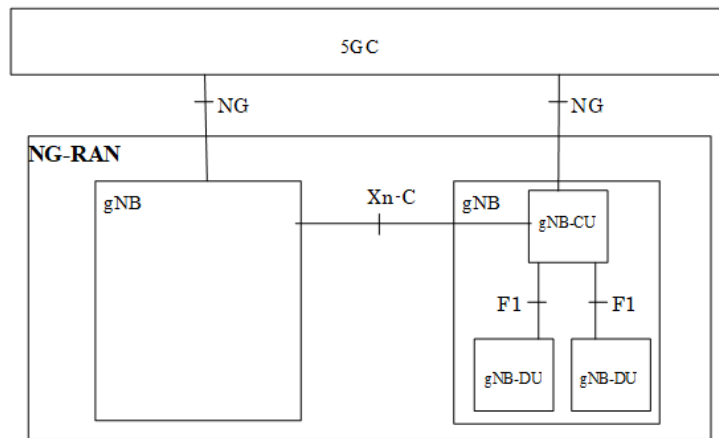 5GC
NG
NG
NG-RAN
gNB
Xn-C
gNB
gNB-CU
F1
F1
gNB-DU
gNB-DU